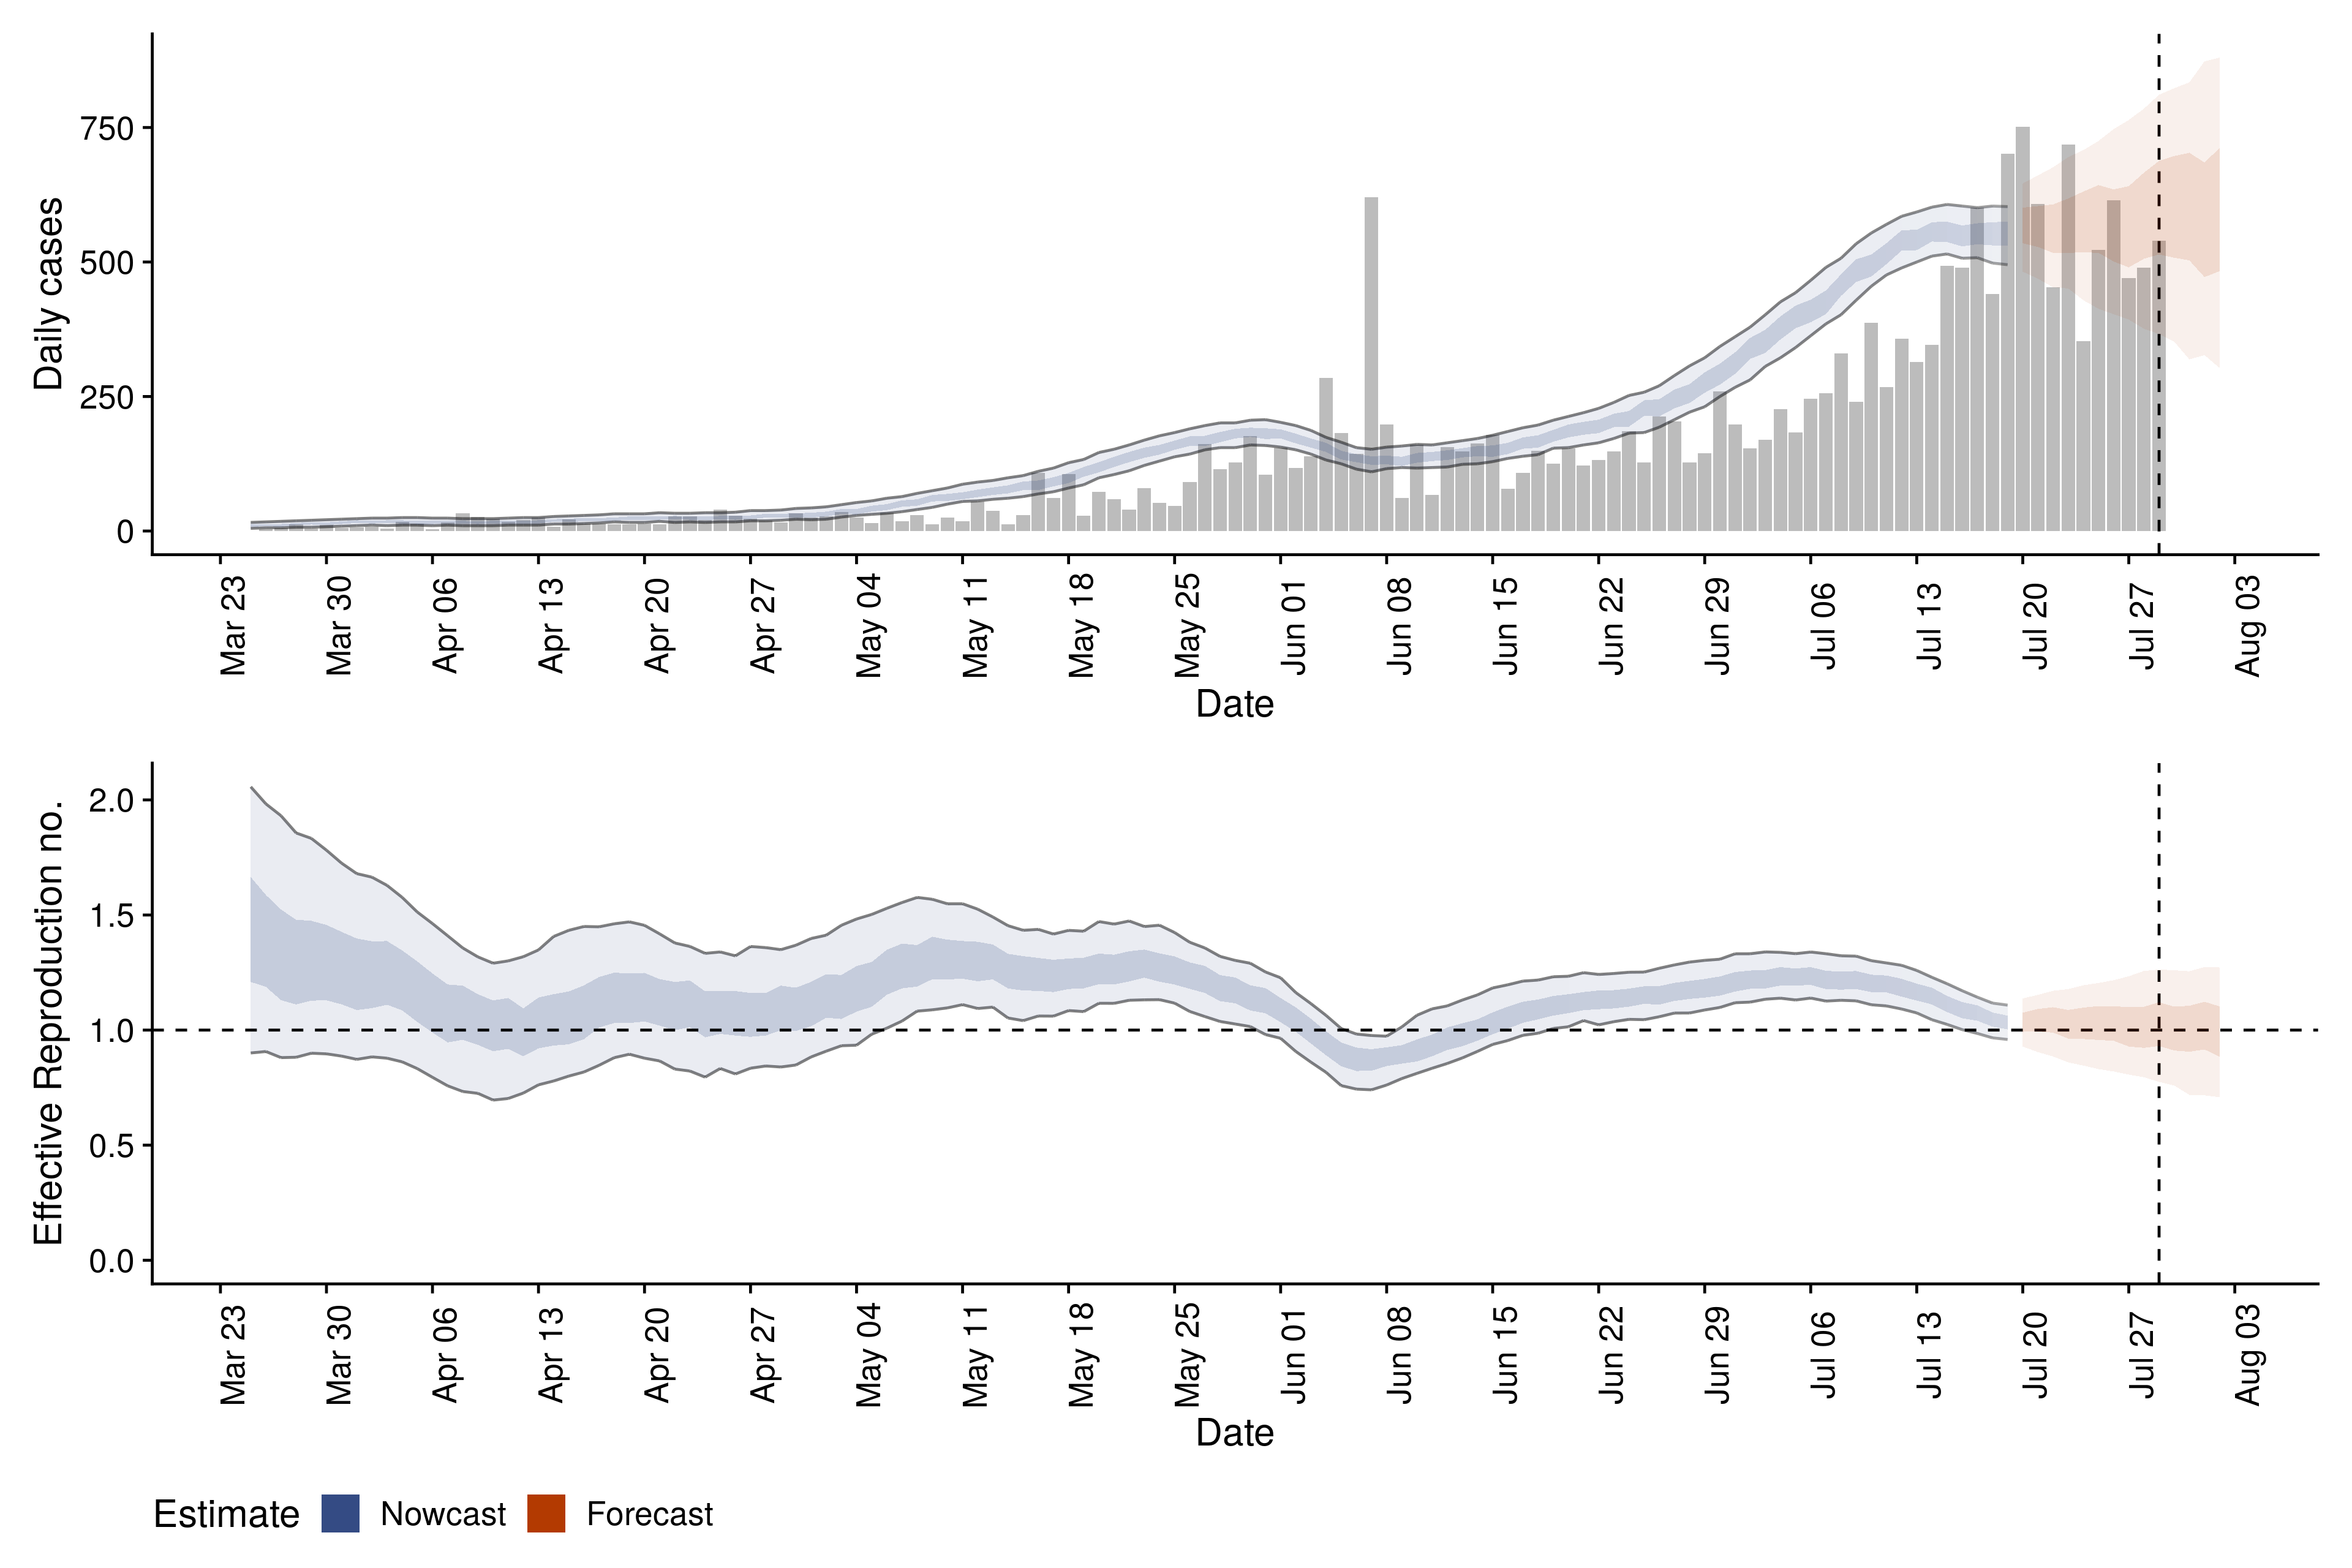 Daily cases
750
500
250
0
Mar 23
Mar 30
Apr 06
Apr 13
Apr 20
Apr 27
May 04
May 11
May 18
May 25
Jun 01
Jun 08
Jun 15
Jun 22
Jun 29
Jul 06
Jul 13
Jul 20
Jul 27
Aug 03
Date
Effective Reproduction no.
2.0
1.5
1.0
0.5
0.0
Mar 23
Mar 30
Apr 06
Apr 13
Apr 20
Apr 27
May 04
May 11
May 18
May 25
Jun 01
Jun 08
Jun 15
Jun 22
Jun 29
Jul 06
Jul 13
Jul 20
Jul 27
Aug 03
Date
Estimate Nowcast Forecast